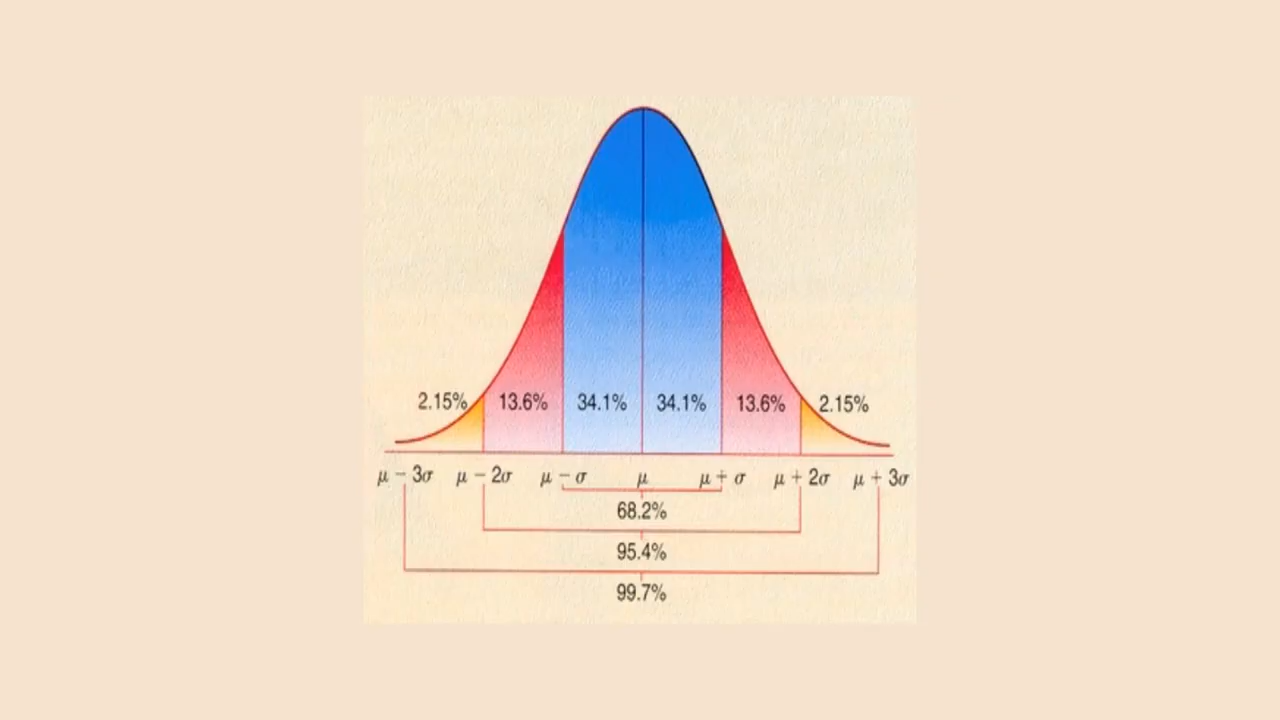 2.15% 13.6% 34.1% 34.1% 13.6% 2.15%
μ − 3σ μ − 2σ μ − σ μ μ + σ μ + 2σ μ + 3σ
68.2%
95.4%
99.7%